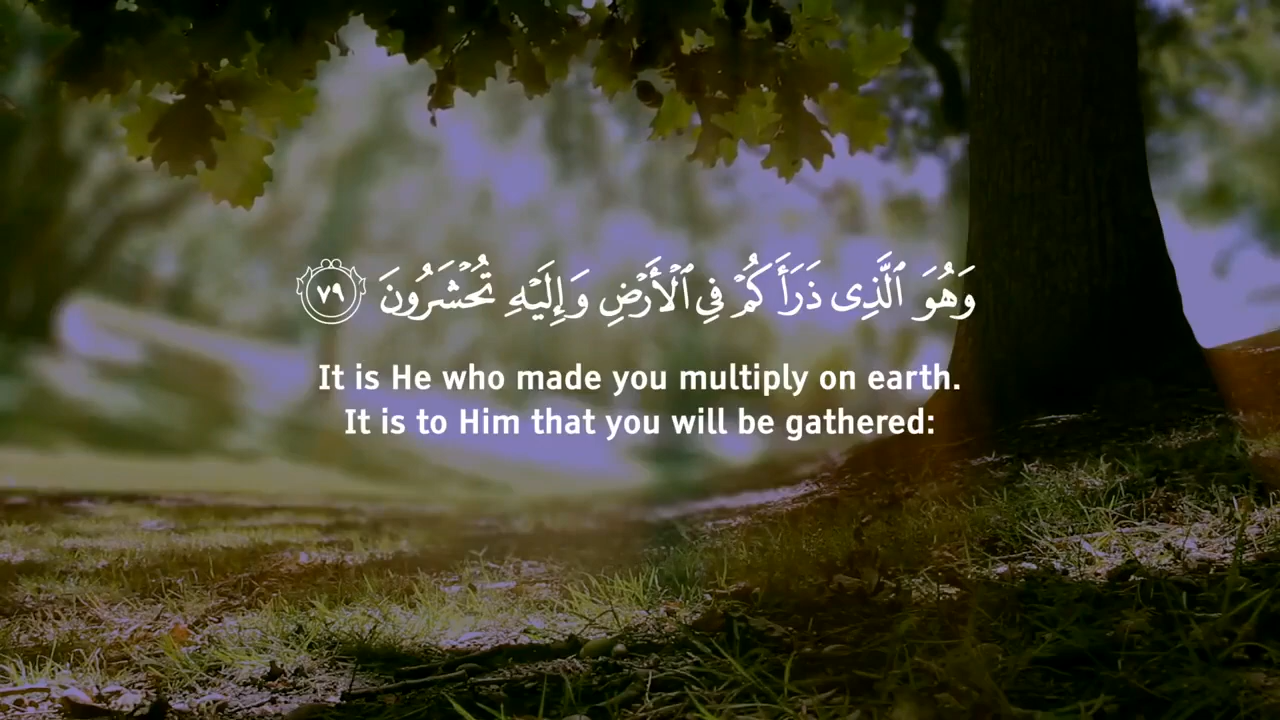 وَهُوَ ٱلَّذِى ذَرَأَكُمْ فِى ٱلْأَرْضِ وَإِلَيْهِ تُحْشَرُونَ ٧٩
It is He who made you multiply on earth.
It is to Him that you will be gathered: